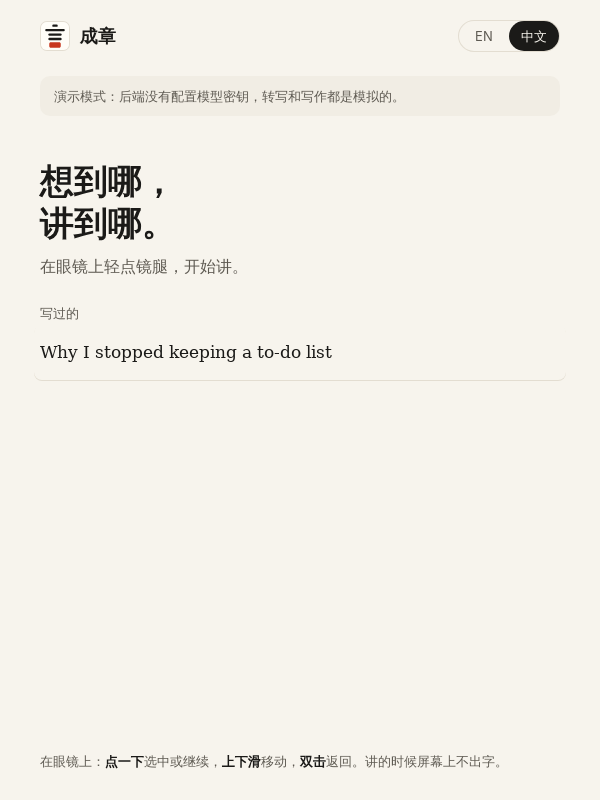 成章
EN 中文
演示模式：后端没有配置模型密钥，转写和写作都是模拟的。
想到哪，
讲到哪。
在眼镜上轻点镜腿，开始讲。
写过的
Why I stopped keeping a to-do list
在眼镜上：点一下选中或继续，上下滑移动，双击返回。讲的时候屏幕上不出字。